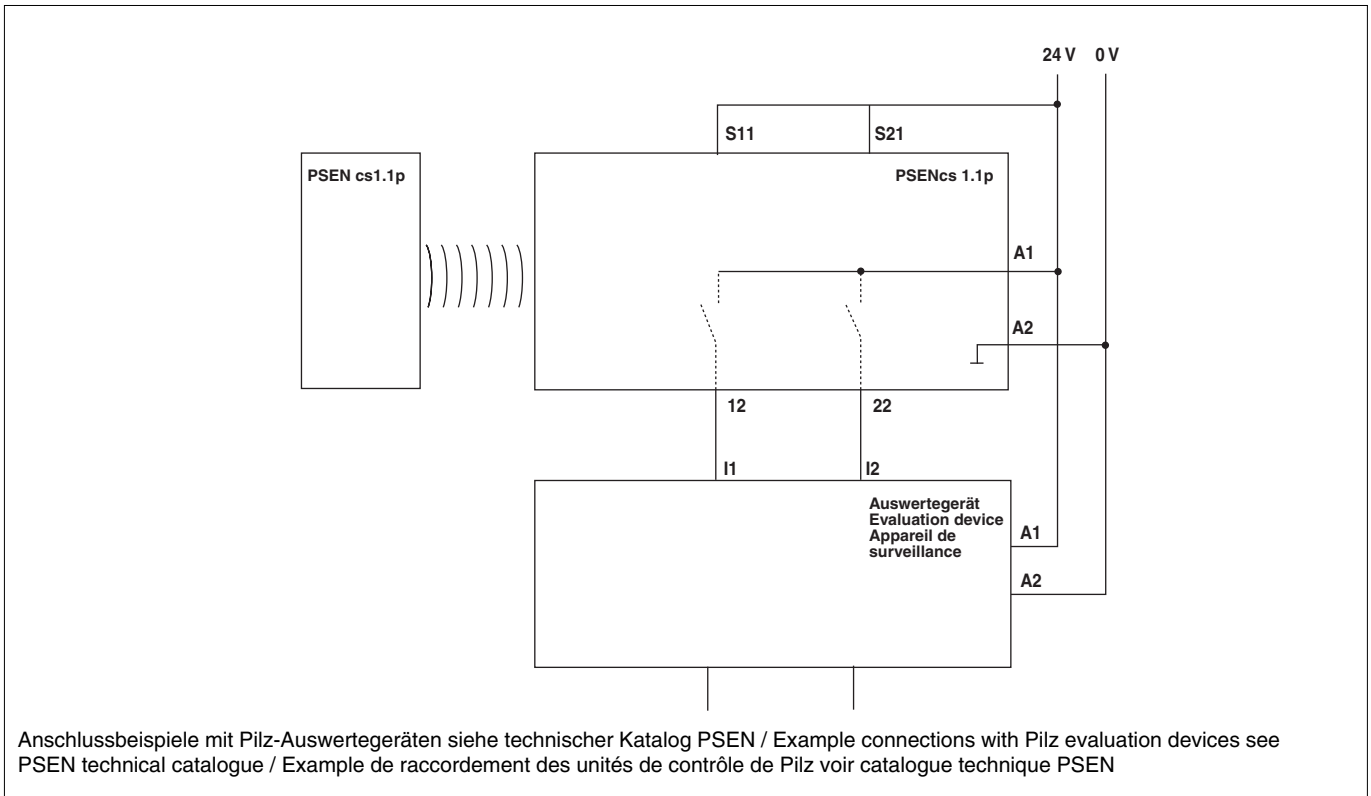 24 V 0 V
S11 S21
PSEN cs1.1p PSENcs 1.1p
A1
A2
12 22
I1 I2
Auswertegerät
Evaluation device
Appareil de
surveillance
A1
A2
Anschlussbeispiele mit Pilz-Auswertegeräten siehe technischer Katalog PSEN / Example connections with Pilz evaluation devices see
PSEN technical catalogue / Example de raccordement des unités de contrôle de Pilz voir catalogue technique PSEN